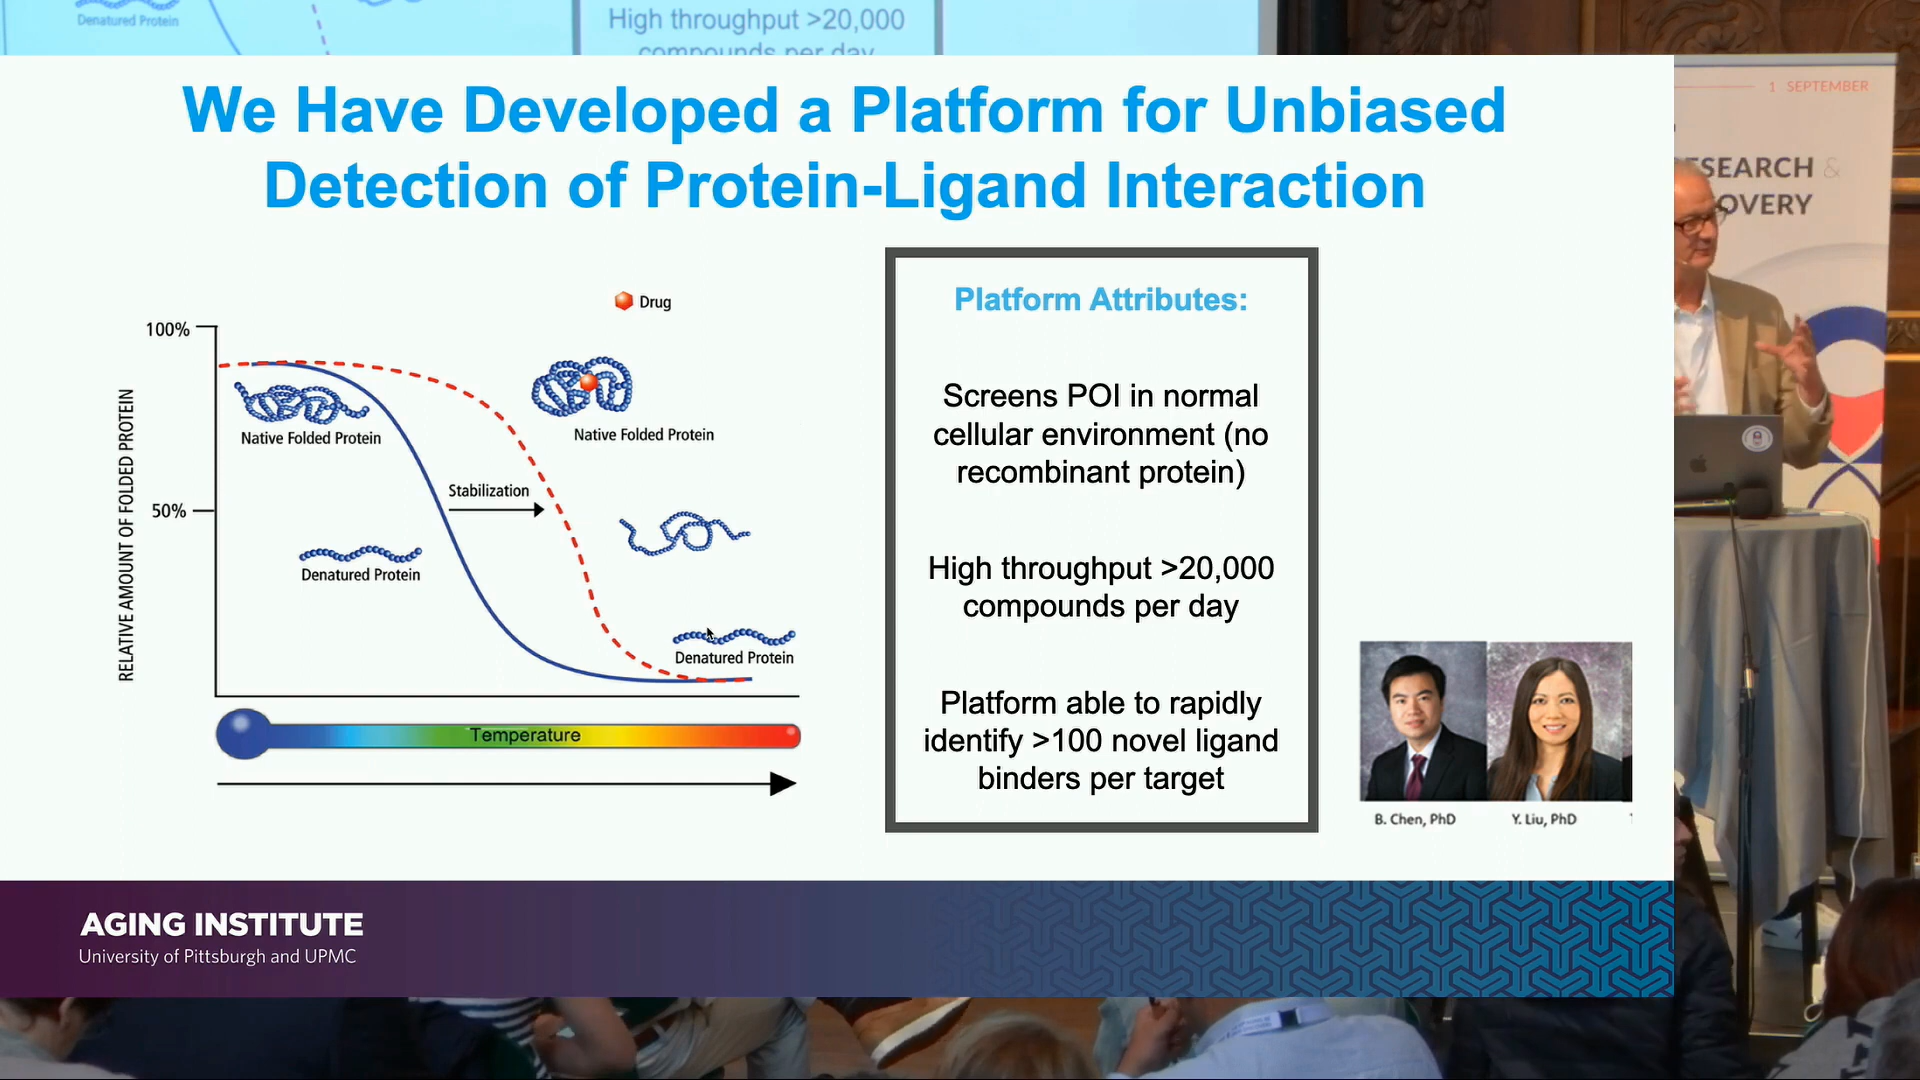 Denatured Protein
High throughput >20,000
compounds per day
We Have Developed a Platform for Unbiased
Detection of Protein-Ligand Interaction
1 SEPTEMBER
&
Drug
100%
50%
RELATIVE AMOUNT OF FOLDED PROTEIN
Native Folded Protein
Native Folded Protein
Stabilization
Denatured Protein
Denatured Protein
Temperature
Platform Attributes:
Screens POI in normal
cellular environment (no
recombinant protein)
High throughput >20,000
compounds per day
Platform able to rapidly
identify >100 novel ligand
binders per target
B. Chen, PhD
Y. Liu, PhD
AGING INSTITUTE
University of Pittsburgh and UPMC